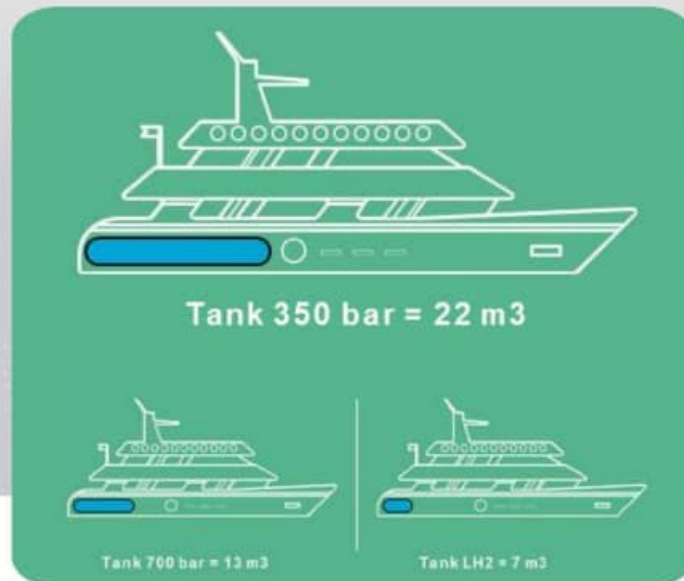 Tank 350 bar = 22 m3
Tank 700 bar = 13 m3
Tank LH2 = 7 m3